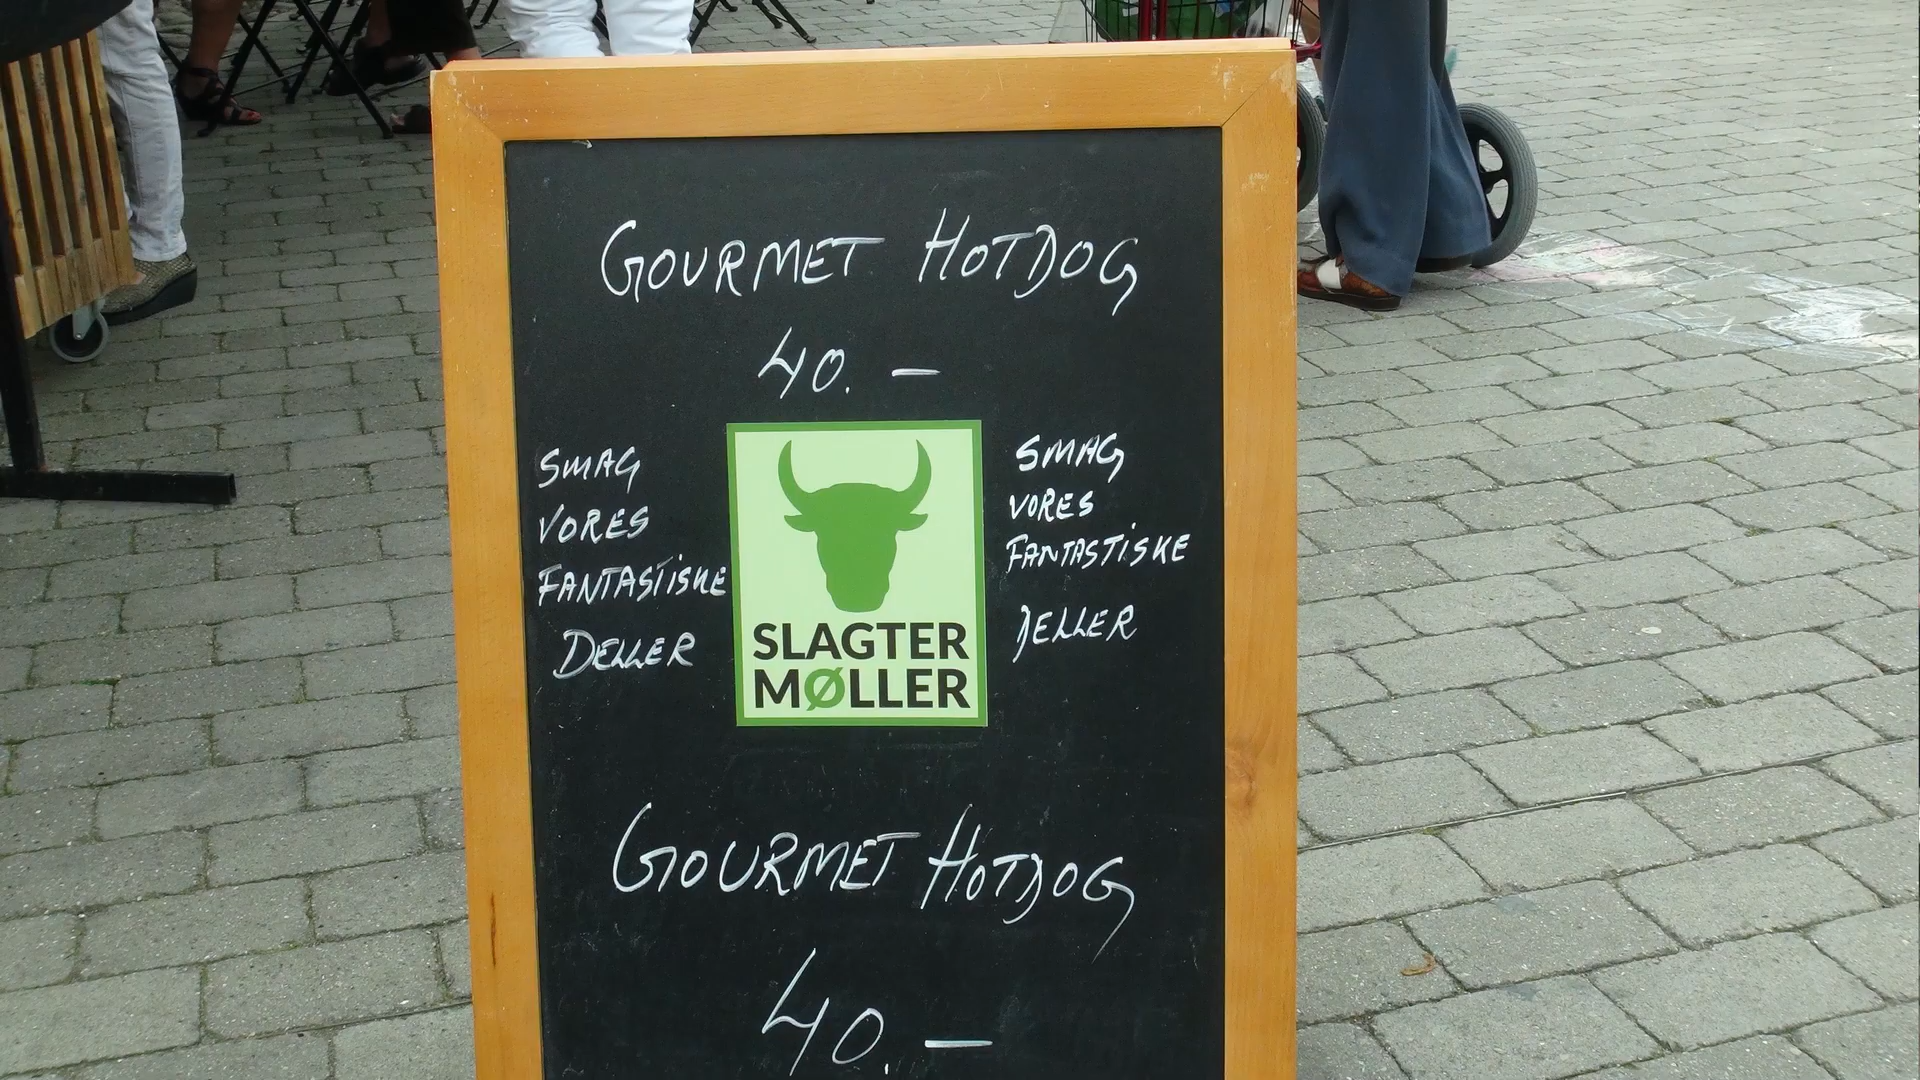 GOURMET HOTDOG
40.-
SMAG
VORES
FANTASTISKE
DELLER
SLAGTER
MØLLER
SMAG
VORES
FANTASTISKE
DELLER
GOURMET HOTDOG
40.-